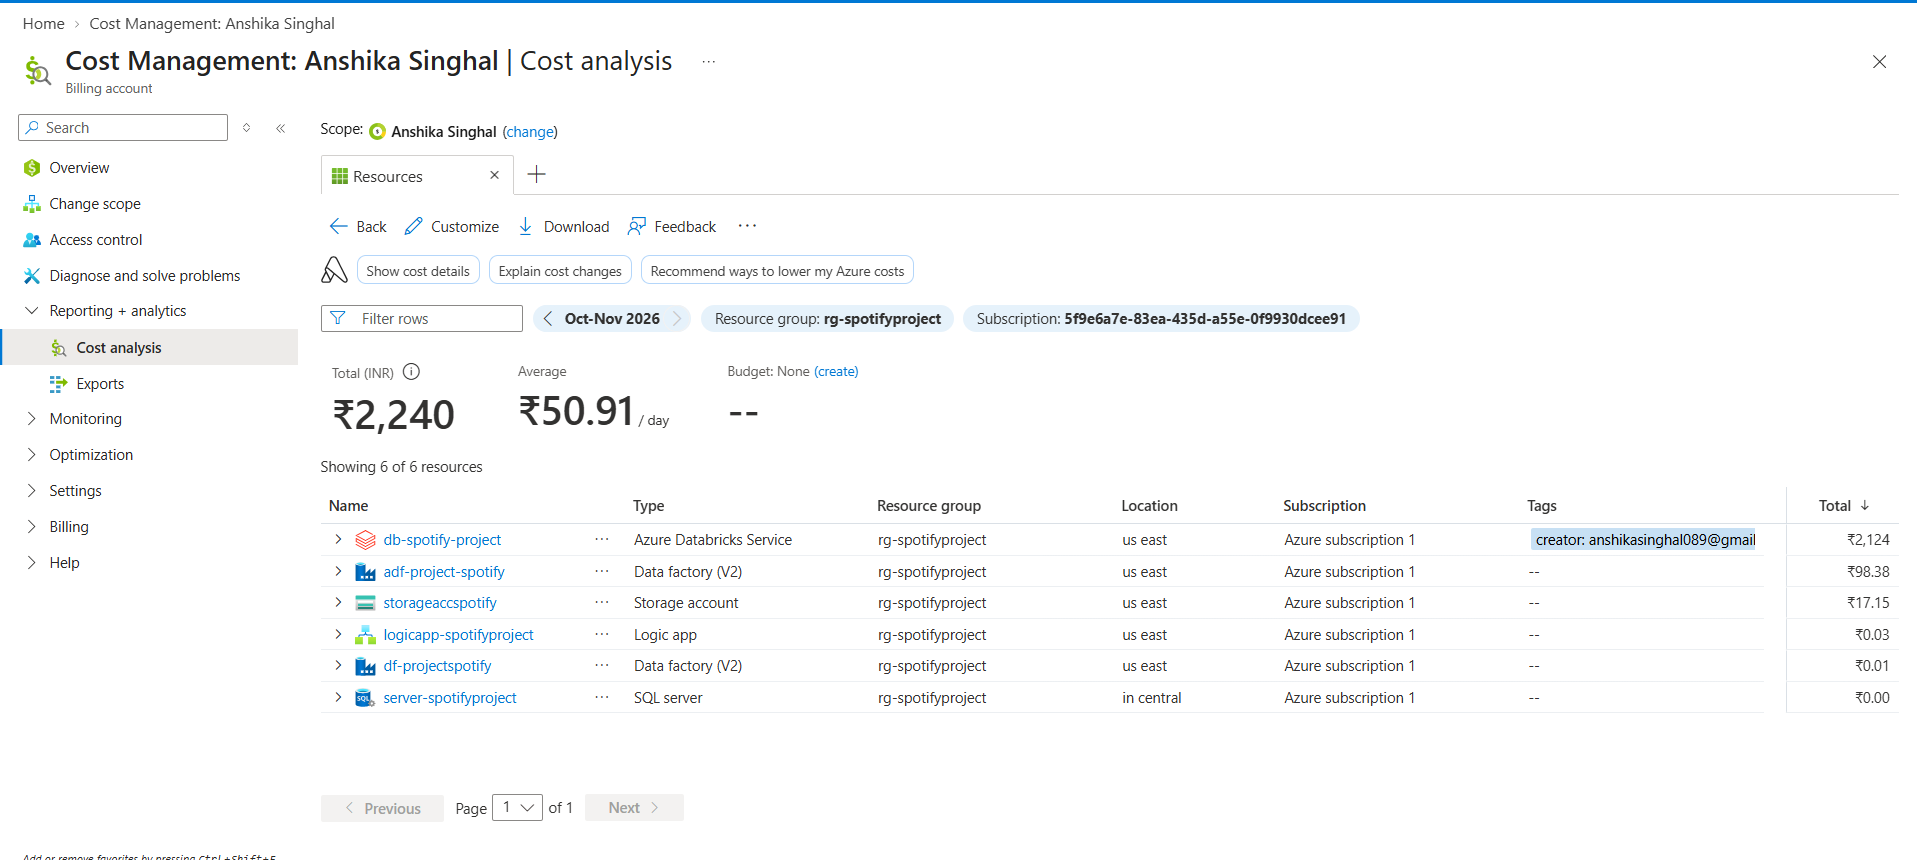 Home > Cost Management: Anshika Singhal
Cost Management: Anshika Singhal | Cost analysis ...
Billing account
Search
Overview
Change scope
Access control
Diagnose and solve problems
Reporting + analytics
Cost analysis
Exports
Monitoring
Optimization
Settings
Billing
Help
Scope: Anshika Singhal (change)
Resources
Back Customize Download Feedback ...
Show cost details Explain cost changes Recommend ways to lower my Azure costs
Filter rows Oct-Nov 2026 Resource group: rg-spotifyproject Subscription: 5f9e6a7e-83ea-435d-a55e-0f9930dcee91
Total (INR) Average Budget: None (create)
₹2,240 ₹50.91 / day --
Showing 6 of 6 resources
Name Type Resource group Location Subscription Tags Total ↓
db-spotify-project ... Azure Databricks Service rg-spotifyproject us east Azure subscription 1 creator: anshikasinghal089@gmail ₹2,124
adf-project-spotify ... Data factory (V2) rg-spotifyproject us east Azure subscription 1 -- ₹98.38
storageaccspotify ... Storage account rg-spotifyproject us east Azure subscription 1 -- ₹17.15
logicapp-spotifyproject ... Logic app rg-spotifyproject us east Azure subscription 1 -- ₹0.03
df-projectspotify ... Data factory (V2) rg-spotifyproject us east Azure subscription 1 -- ₹0.01
server-spotifyproject ... SQL server rg-spotifyproject in central Azure subscription 1 -- ₹0.00
< Previous Page 1 of 1 Next >
Add or remove favorites by pressing Ctrl+Shift+F